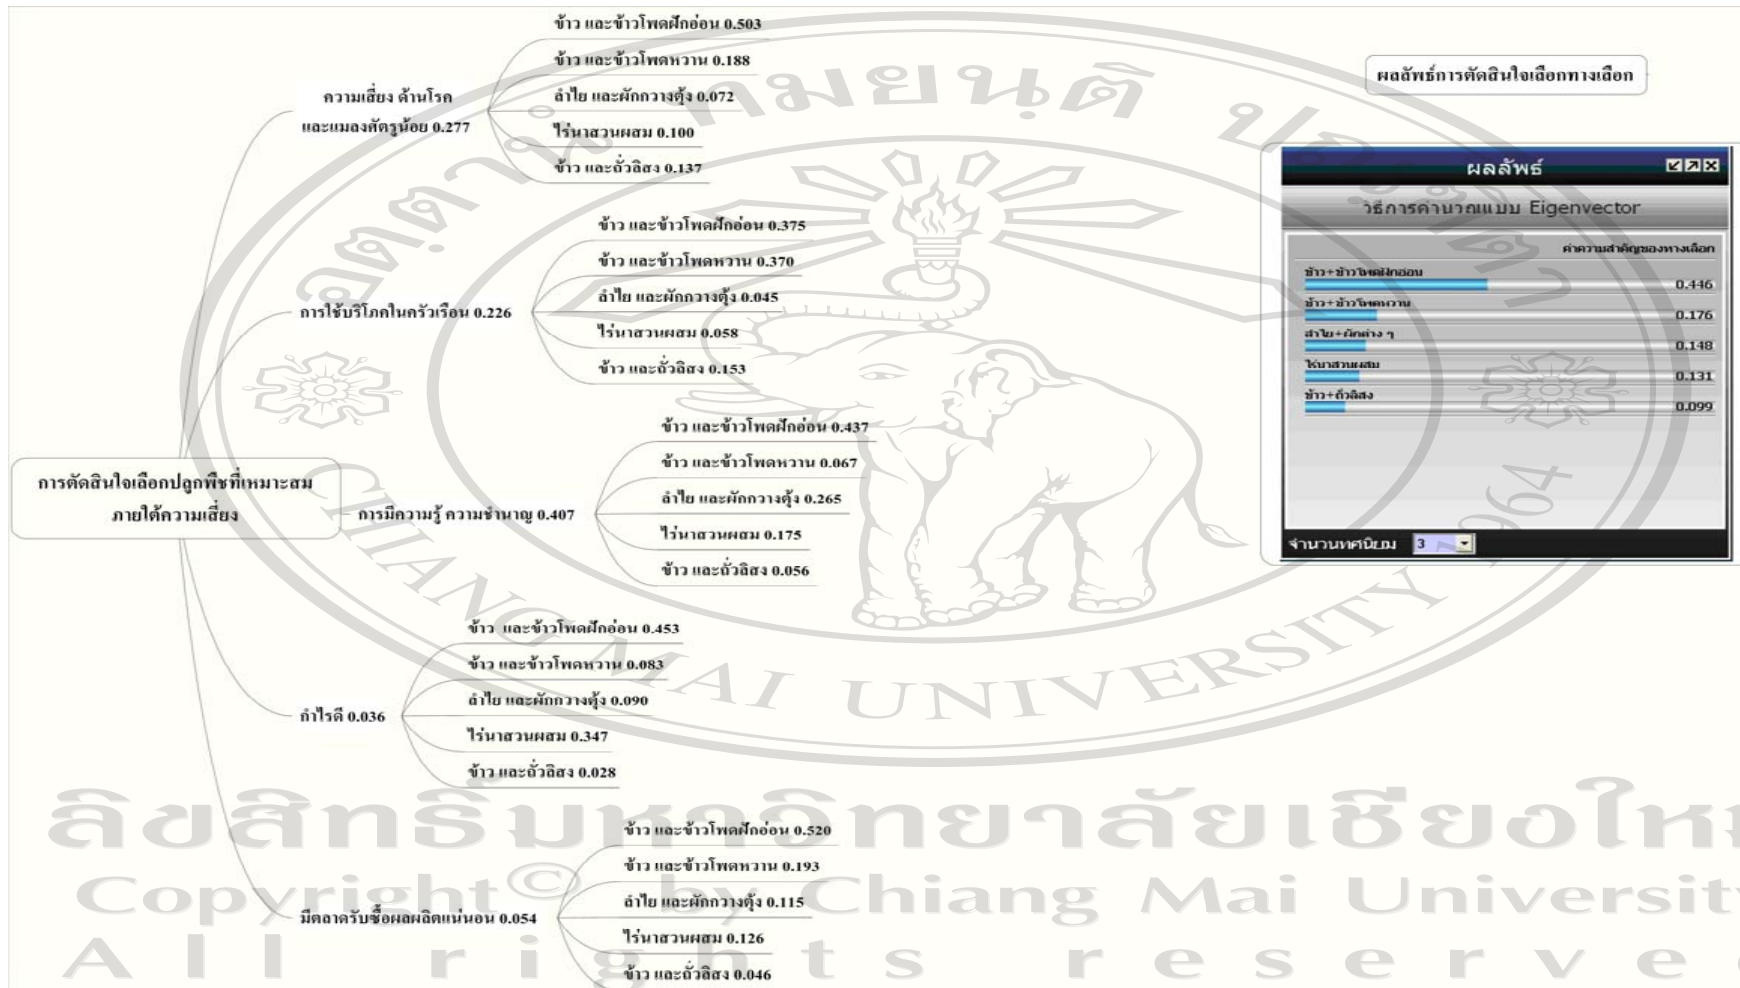 การตัดสินใจเลือกปลูกพืชที่เหมาะสม
ภายใต้ความเสี่ยง
ความเสี่ยง ด้านโรค
และแมลงศัตรูน้อย 0.277
ข้าว และข้าวโพดฝักอ่อน 0.503
ข้าว และข้าวโพดหวาน 0.188
ลำไย และผักกวางตุ้ง 0.072
ไร่นาสวนผสม 0.100
ข้าว และถั่วลิสง 0.137
การใช้บริโภคในครัวเรือน 0.226
ข้าว และข้าวโพดฝักอ่อน 0.375
ข้าว และข้าวโพดหวาน 0.370
ลำไย และผักกวางตุ้ง 0.045
ไร่นาสวนผสม 0.058
ข้าว และถั่วลิสง 0.153
การมีความรู้ ความชำนาญ 0.407
ข้าว และข้าวโพดฝักอ่อน 0.437
ข้าว และข้าวโพดหวาน 0.067
ลำไย และผักกวางตุ้ง 0.265
ไร่นาสวนผสม 0.175
ข้าว และถั่วลิสง 0.056
กำไรดี 0.036
ข้าว และข้าวโพดฝักอ่อน 0.453
ข้าว และข้าวโพดหวาน 0.083
ลำไย และผักกวางตุ้ง 0.090
ไร่นาสวนผสม 0.347
ข้าว และถั่วลิสง 0.028
มีตลาดรับซื้อผลผลิตแน่นอน 0.054
ข้าว และข้าวโพดฝักอ่อน 0.520
ข้าว และข้าวโพดหวาน 0.193
ลำไย และผักกวางตุ้ง 0.115
ไร่นาสวนผสม 0.126
ข้าว และถั่วลิสง 0.046
ผลลัพธ์การตัดสินใจเลือกทางเลือก
ผลลัพธ์
วิธีการคำนวณแบบ Eigenvector
ค่าความสำคัญของทางเลือก
ข้าว+ข้าวโพดฝักอ่อน
0.446
ข้าว+ข้าวโพดหวาน
0.176
ลำไย+ผักต่าง ๆ
0.148
ไร่นาสวนผสม
0.131
ข้าว+ถั่วลิสง
0.099
จำนวนทศนิยม 3
CHIANG MAI UNIVERSITY 1964
ลิขสิทธิ์มหาวิทยาลัยเชียงให
Copyright© by Chiang Mai University
All rights reserve